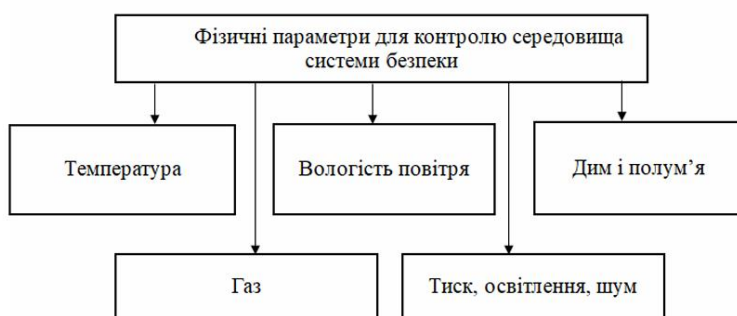 Фізичні параметри для контролю середовища
системи безпеки
Температура
Вологість повітря
Дим і полум’я
Газ
Тиск, освітлення, шум